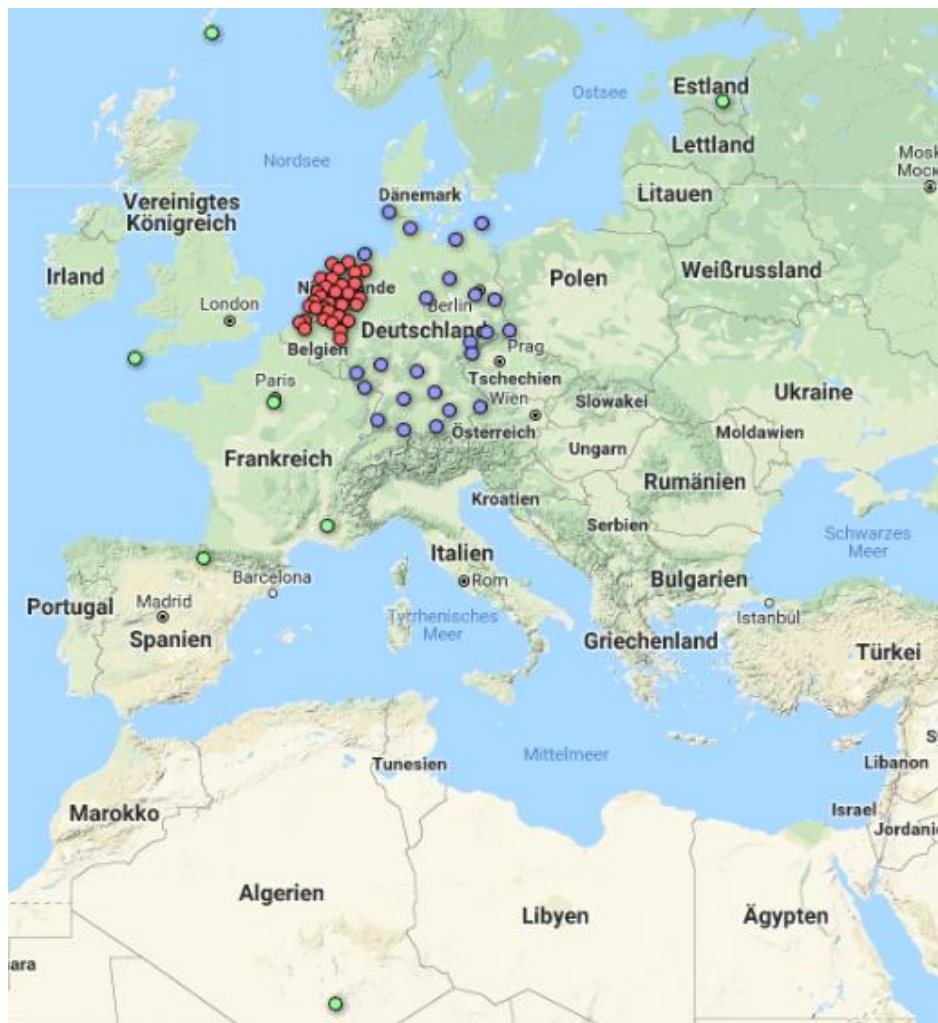 Estland
Ostsee
Lettland
Nordsee
Mosk
Моск
Dänemark
Litauen
Vereinigtes
Königreich
Irland
Polen
Weißrussland
London
Berlin
Deutschland
Belgien
Prag
Paris
Tschechien
Ukraine
Wien
Slowakei
Österreich
Moldawien
Ungarn
Frankreich
Rumänien
Kroatien
Serbien
Schwarzes
Meer
Italien
Barcelona
Rom
Bulgarien
Portugal
Madrid
Istanbul
Tyrrhenisches
Meer
Spanien
Griechenland
Türkei
Mittelmeer
Tunesien
Libanon
Marokko
Israel
Jordani
Algerien
Libyen
Ägypten
ara